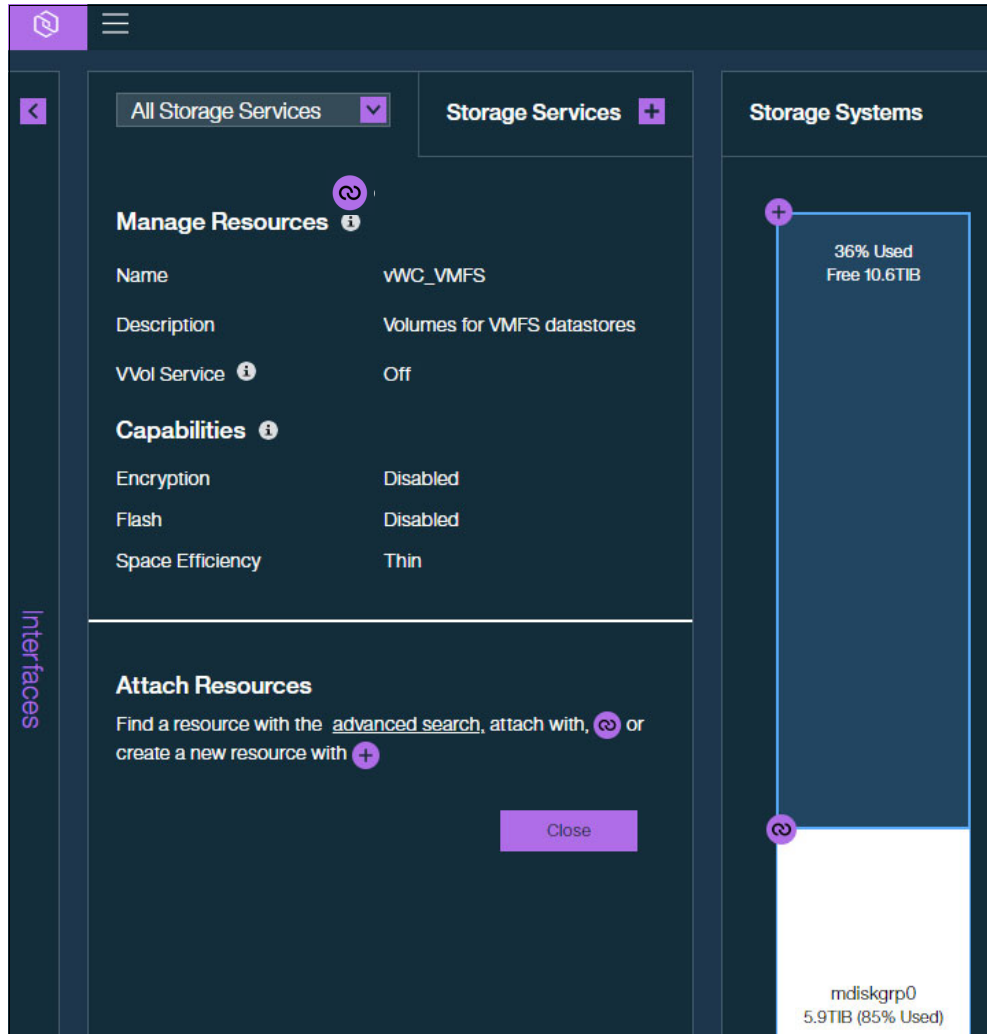 All Storage Services
Storage Services
Storage Systems
Manage Resources
Name vWC_VMFS
Description Volumes for VMFS datastores
VVol Service Off
Capabilities
Encryption Disabled
Flash Disabled
Space Efficiency Thin
Attach Resources
Find a resource with the advanced search, attach with, or
create a new resource with
Close
Interfaces
36% Used
Free 10.6TIB
mdiskgrp0
5.9TIB (85% Used)